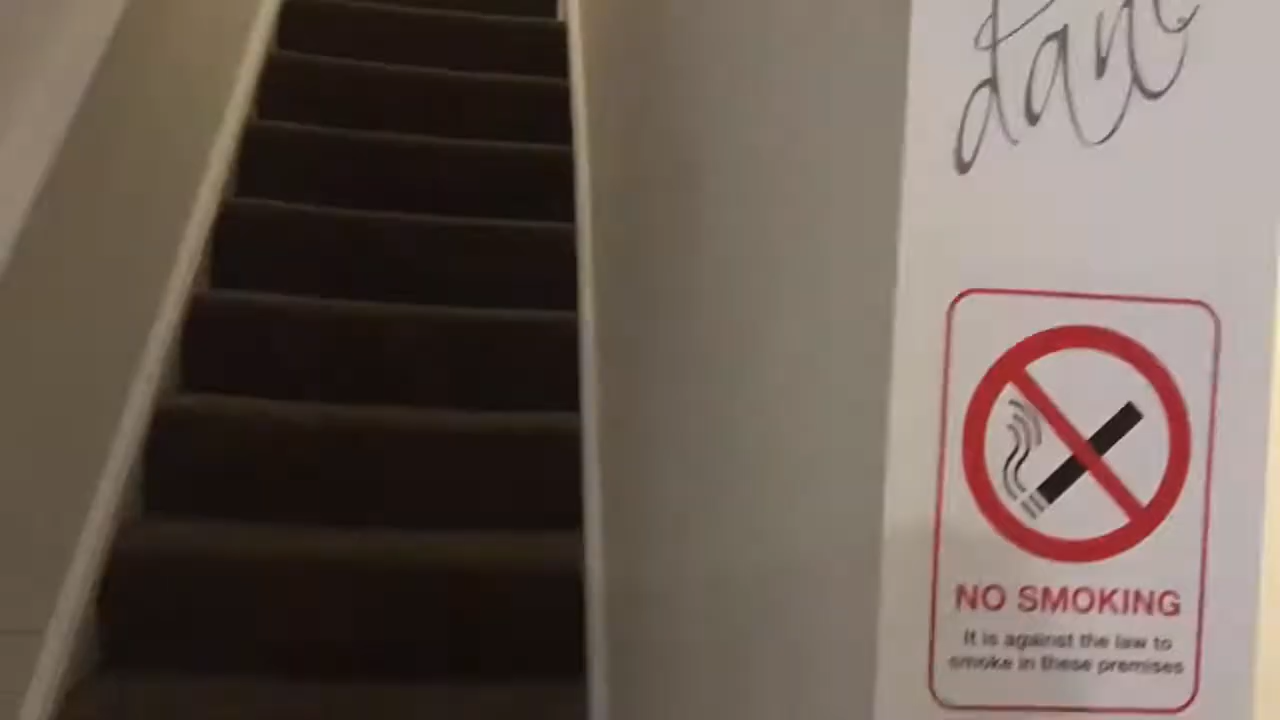 NO SMOKING
It is against the law to
smoke in these premises